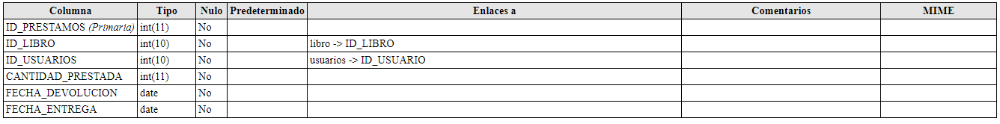 Columna Tipo Nulo Predeterminado Enlaces a Comentarios MIME
ID_PRESTAMOS (Primaria) int(11) No
ID_LIBRO int(10) No libro -> ID_LIBRO
ID_USUARIOS int(10) No usuarios -> ID_USUARIO
CANTIDAD_PRESTADA int(11) No
FECHA_DEVOLUCION date No
FECHA_ENTREGA date No